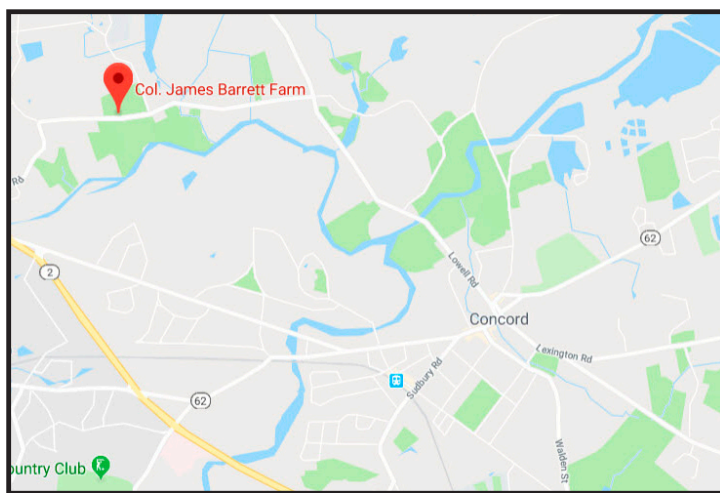 Col. James Barrett Farm
Rd
62
2
Lowell Rd
Concord
Lexington Rd
Sudbury Rd
62
Walden St
ountry Club